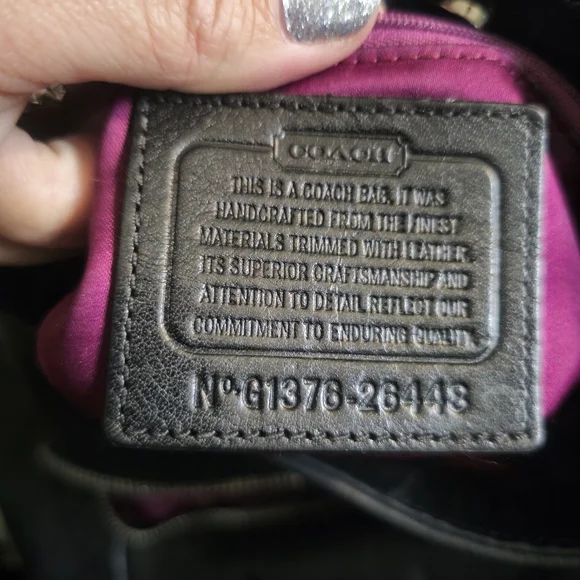 COACH
THIS IS A COACH BAG. IT WAS
HANDCRAFTED FROM THE FINEST
MATERIALS TRIMMED WITH LEATHER.
ITS SUPERIOR CRAFTSMANSHIP AND
ATTENTION TO DETAIL REFLECT OUR
COMMITMENT TO ENDURING QUALITY.
Nº-G1376-26443